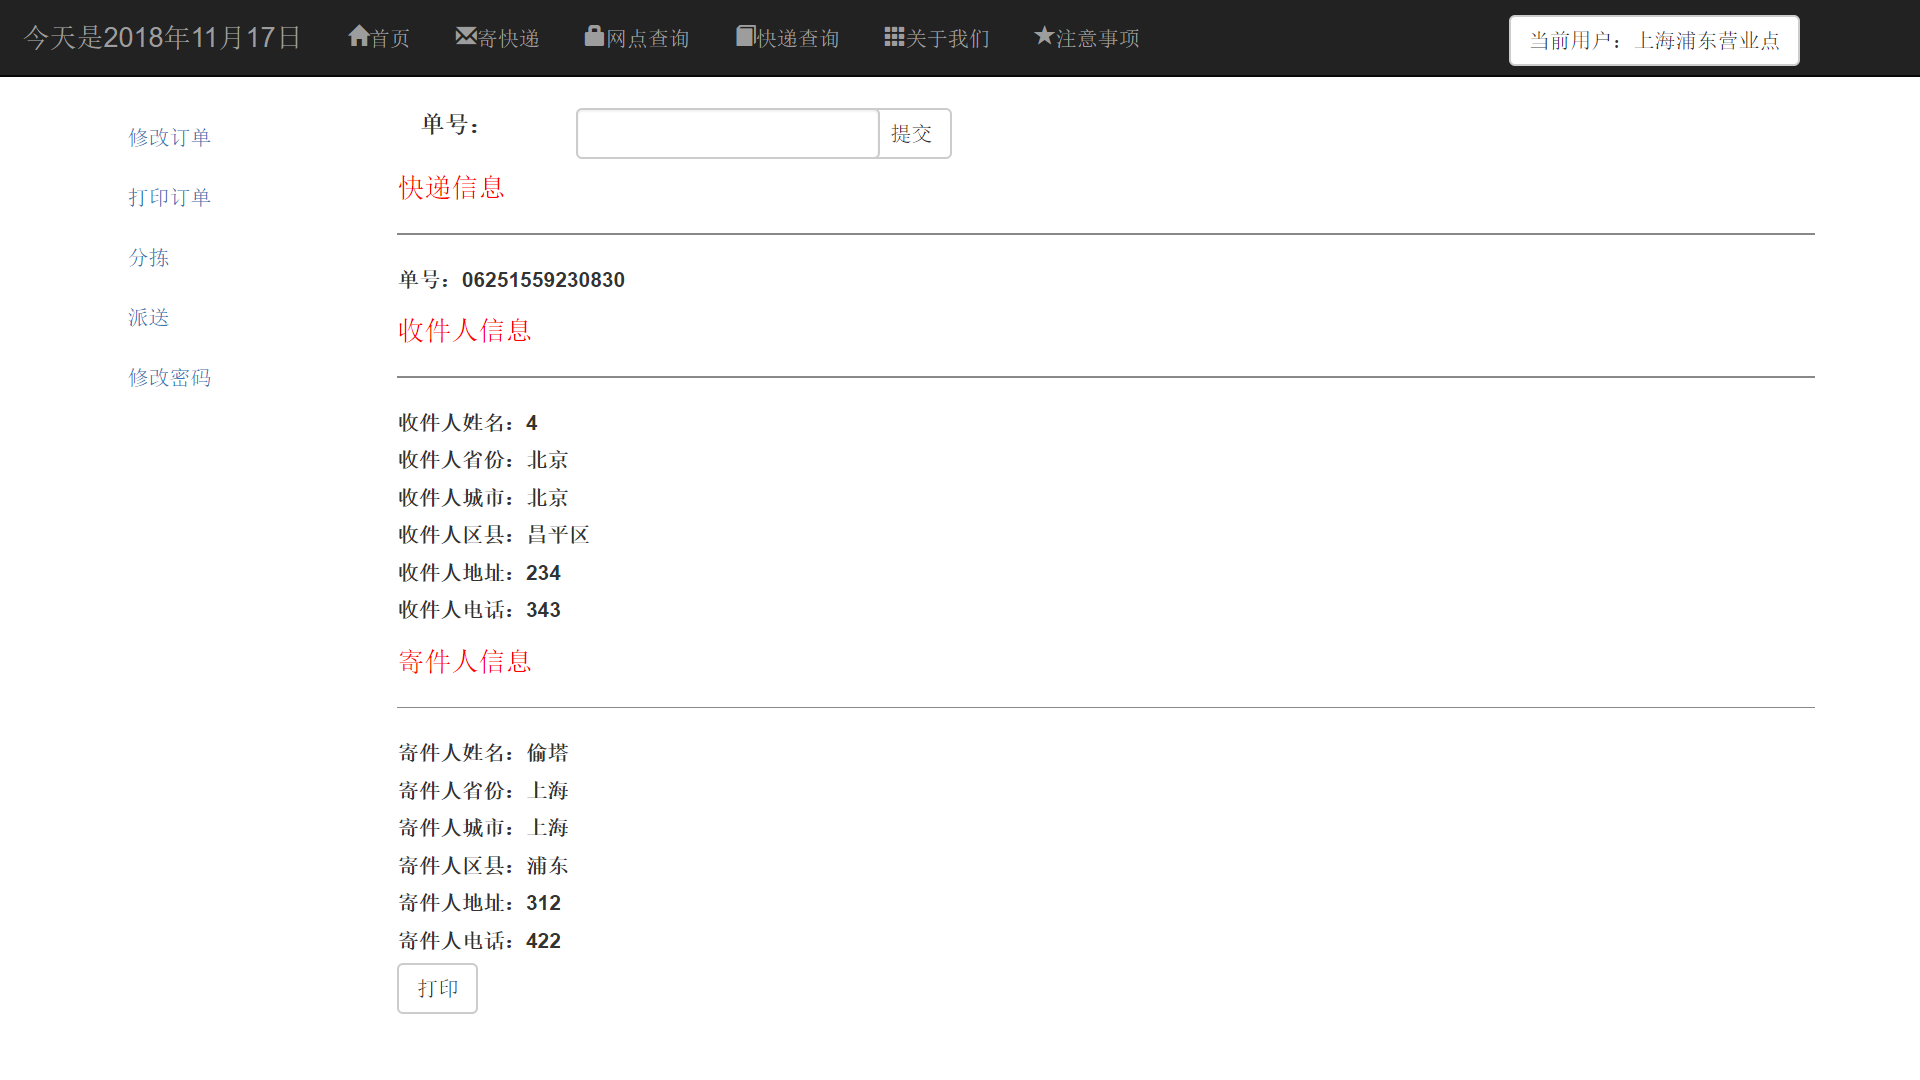 今天是2018年11月17日 首页 寄快递 网点查询 快递查询 关于我们 注意事项 当前用户：上海浦东营业点
修改订单
打印订单
分拣
派送
修改密码
单号： 提交
快递信息
单号：06251559230830
收件人信息
收件人姓名：4
收件人省份：北京
收件人城市：北京
收件人区县：昌平区
收件人地址：234
收件人电话：343
寄件人信息
寄件人姓名：偷塔
寄件人省份：上海
寄件人城市：上海
寄件人区县：浦东
寄件人地址：312
寄件人电话：422
打印